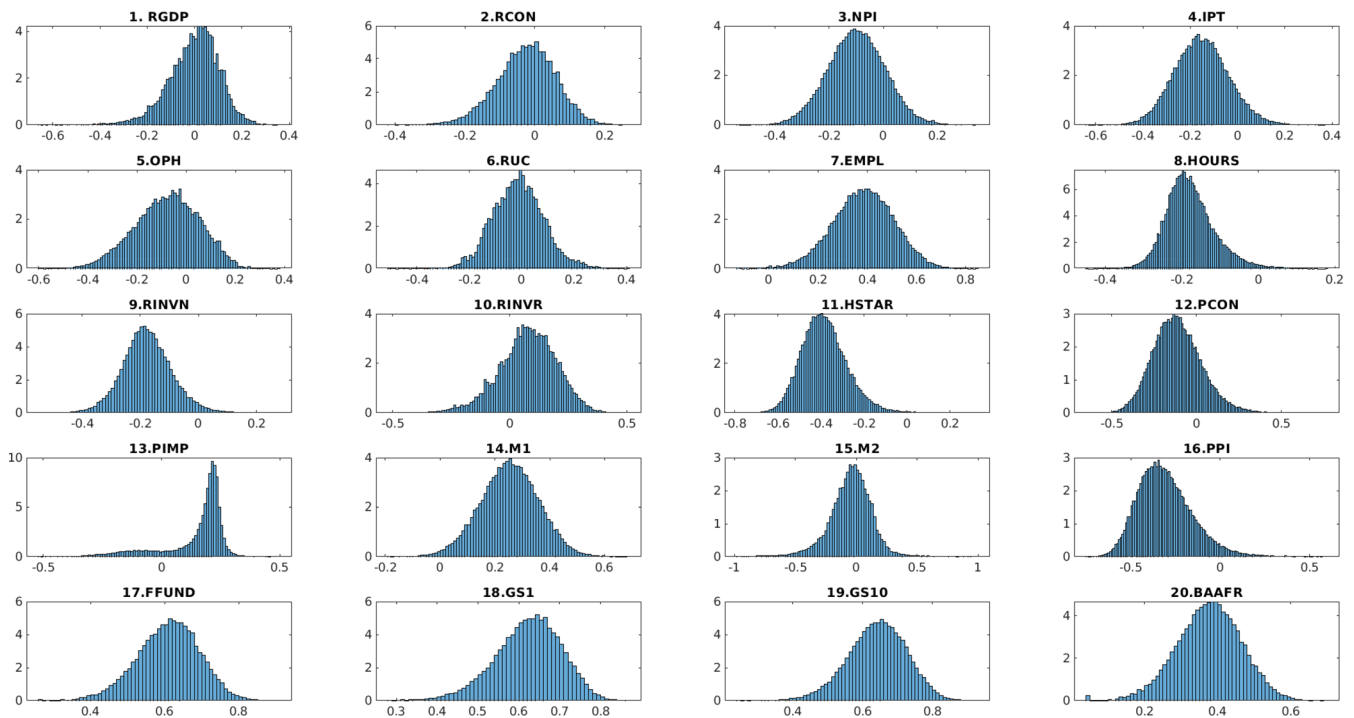 1. RGDP 2.RCON 3.NPI 4.IPT
4 6 4 4
2 4 2 2
0 2 0 0
0
-0.6 -0.4 -0.2 0 0.2 0.4 -0.4 -0.2 0 0.2 -0.4 -0.2 0 0.2 -0.6 -0.4 -0.2 0 0.2 0.4
5.OPH 6.RUC 7.EMPL 8.HOURS
4 4 4 6
2 2 2 4
0 0 0 2
0
-0.6 -0.4 -0.2 0 0.2 0.4 -0.4 -0.2 0 0.2 0.4 0 0.2 0.4 0.6 0.8 -0.4 -0.2 0 0.2
9.RINVN 10.RINVR 11.HSTAR 12.PCON
6 4 4 3
4 2 2 2
2 0 0 1
0 0
-0.4 -0.2 0 0.2 -0.5 0 0.5 -0.8 -0.6 -0.4 -0.2 0 0.2 -0.5 0 0.5
13.PIMP 14.M1 15.M2 16.PPI
10 4 3 3
5 2 2 2
0 0 1 1
0 0
-0.5 0 0.5 -0.2 0 0.2 0.4 0.6 -1 -0.5 0 0.5 1 -0.5 0 0.5
17.FFUND 18.GS1 19.GS10 20.BAAFR
6 6 6 4
4 4 4 2
2 2 2 0
0 0 0
0.4 0.6 0.8 0.3 0.4 0.5 0.6 0.7 0.8 0.9 0.4 0.6 0.8 0.2 0.4 0.6